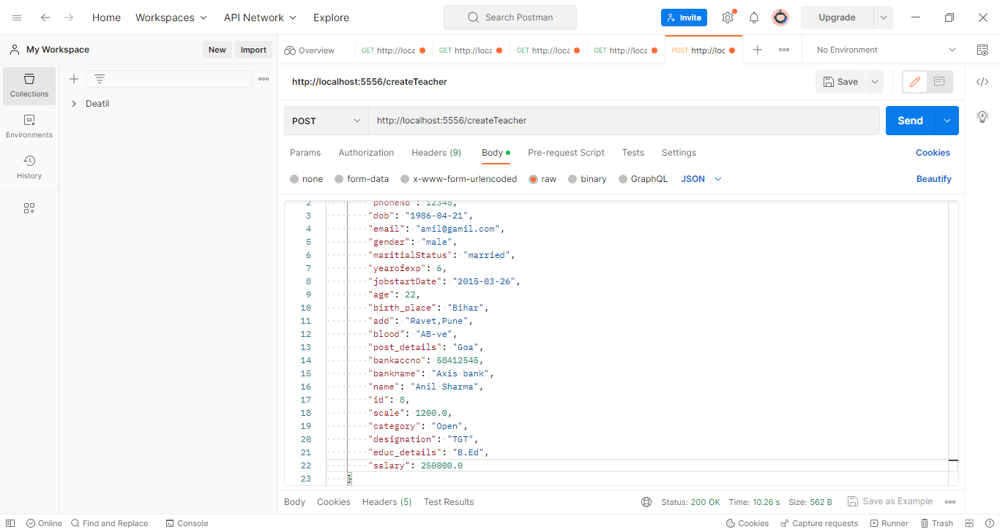 Home Workspaces API Network Explore Search Postman Invite Upgrade
My Workspace New Import Overview GET http://loca GET http://loca GET http://loca GET http://loca POST http://loc No Environment
Collections
Environments
History
Deatil
http://localhost:5556/createTeacher Save
POST http://localhost:5556/createTeacher Send
Params Authorization Headers (9) Body Pre-request Script Tests Settings Cookies
none form-data x-www-form-urlencoded raw binary GraphQL JSON Beautify
2 "phoneNo": 12345,
3 "dob": "1986-04-21",
4 "email": "amil@gamil.com",
5 "gender": "male",
6 "maritialStatus": "married",
7 "yearofexp": 6,
8 "jobstartDate": "2015-03-26",
9 "age": 22,
10 "birth_place": "Bihar",
11 "add": "Ravet,Pune",
12 "blood": "AB-ve",
13 "post_details": "Goa",
14 "bankaccno": 58412545,
15 "bankname": "Axis bank",
16 "name": "Anil Sharma",
17 "id": 8,
18 "scale": 1200.0,
19 "category": "Open",
20 "designation": "TGT",
21 "educ_details": "B.Ed",
22 "salary": 250000.0
23 }
Body Cookies Headers (5) Test Results Status: 200 OK Time: 10.26 s Size: 562 B Save as Example
Online Find and Replace Console Cookies Capture requests Runner Trash